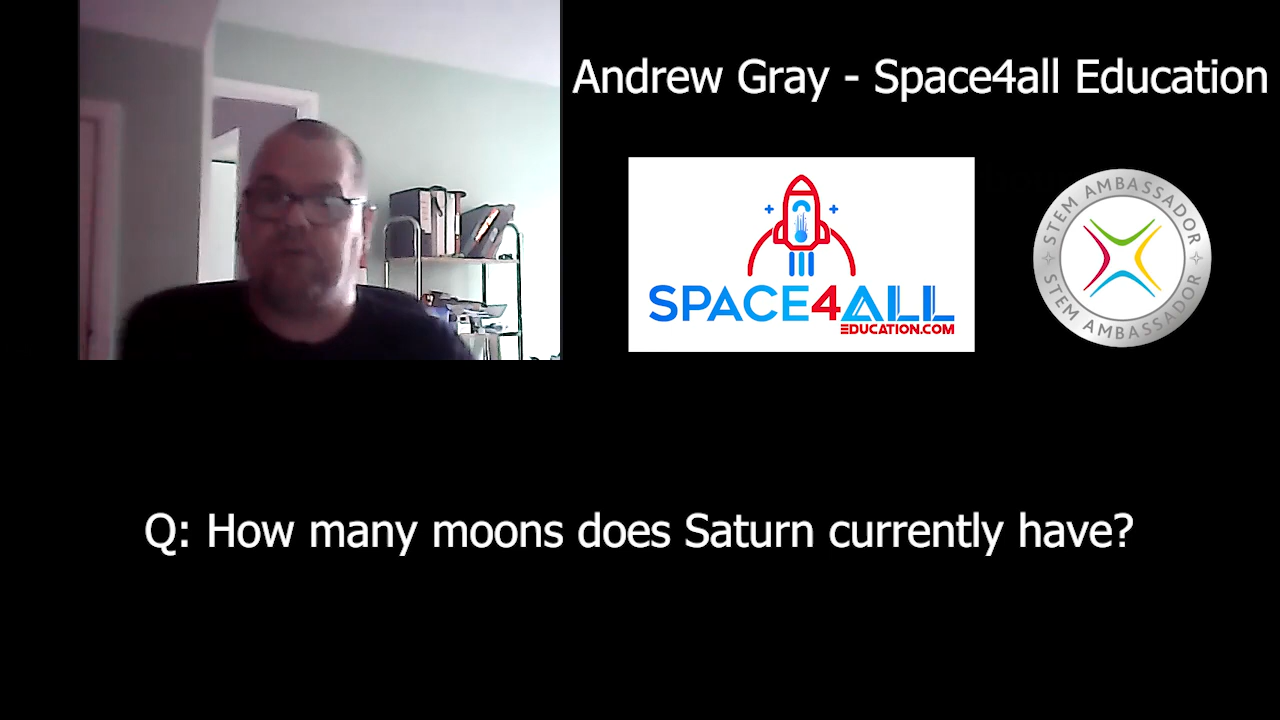 Andrew Gray - Space4all Education
SPACE4ALL
EDUCATION.COM
STEM AMBASSADOR
STEM AMBASSADOR
Q: How many moons does Saturn currently have?